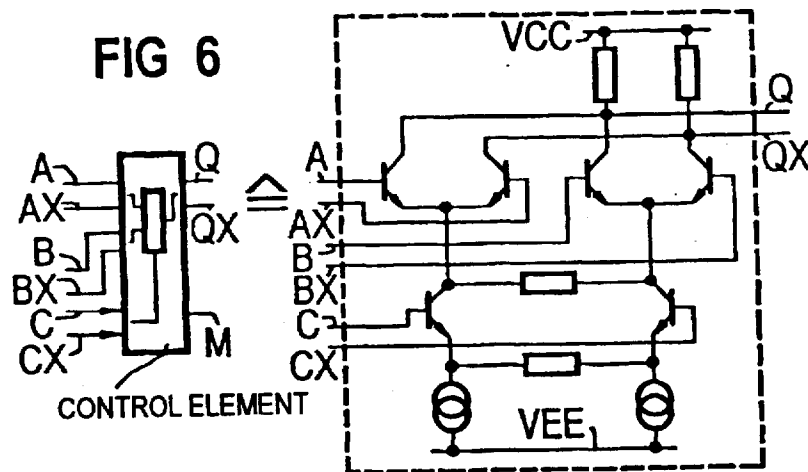 FIG 6
A
AX
B
BX
C
CX
Q
QX
M
CONTROL ELEMENT
VCC
Q
QX
A
AX
B
BX
C
CX
VEE